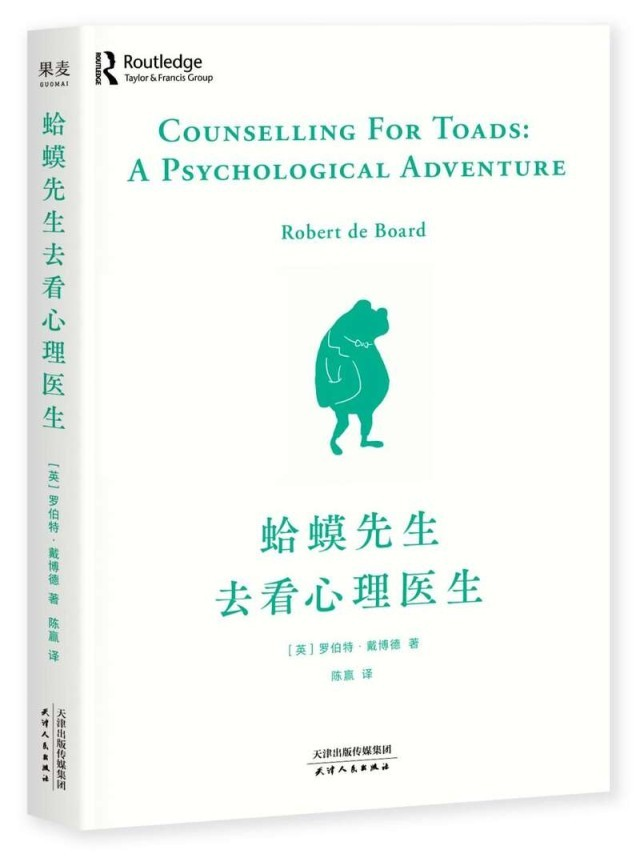 果麦
GUOMAI
蛤蟆先生去看心理医生
[英]罗伯特·戴博德 著
陈赢 译
天津出版传媒集团
天津人民出版社
ROUTLEDGE
Routledge
Taylor & Francis Group
COUNSELLING FOR TOADS:
A PSYCHOLOGICAL ADVENTURE
Robert de Board
蛤蟆先生
去看心理医生
[英]罗伯特·戴博德 著
陈赢 译
天津出版传媒集团
天津人民出版社